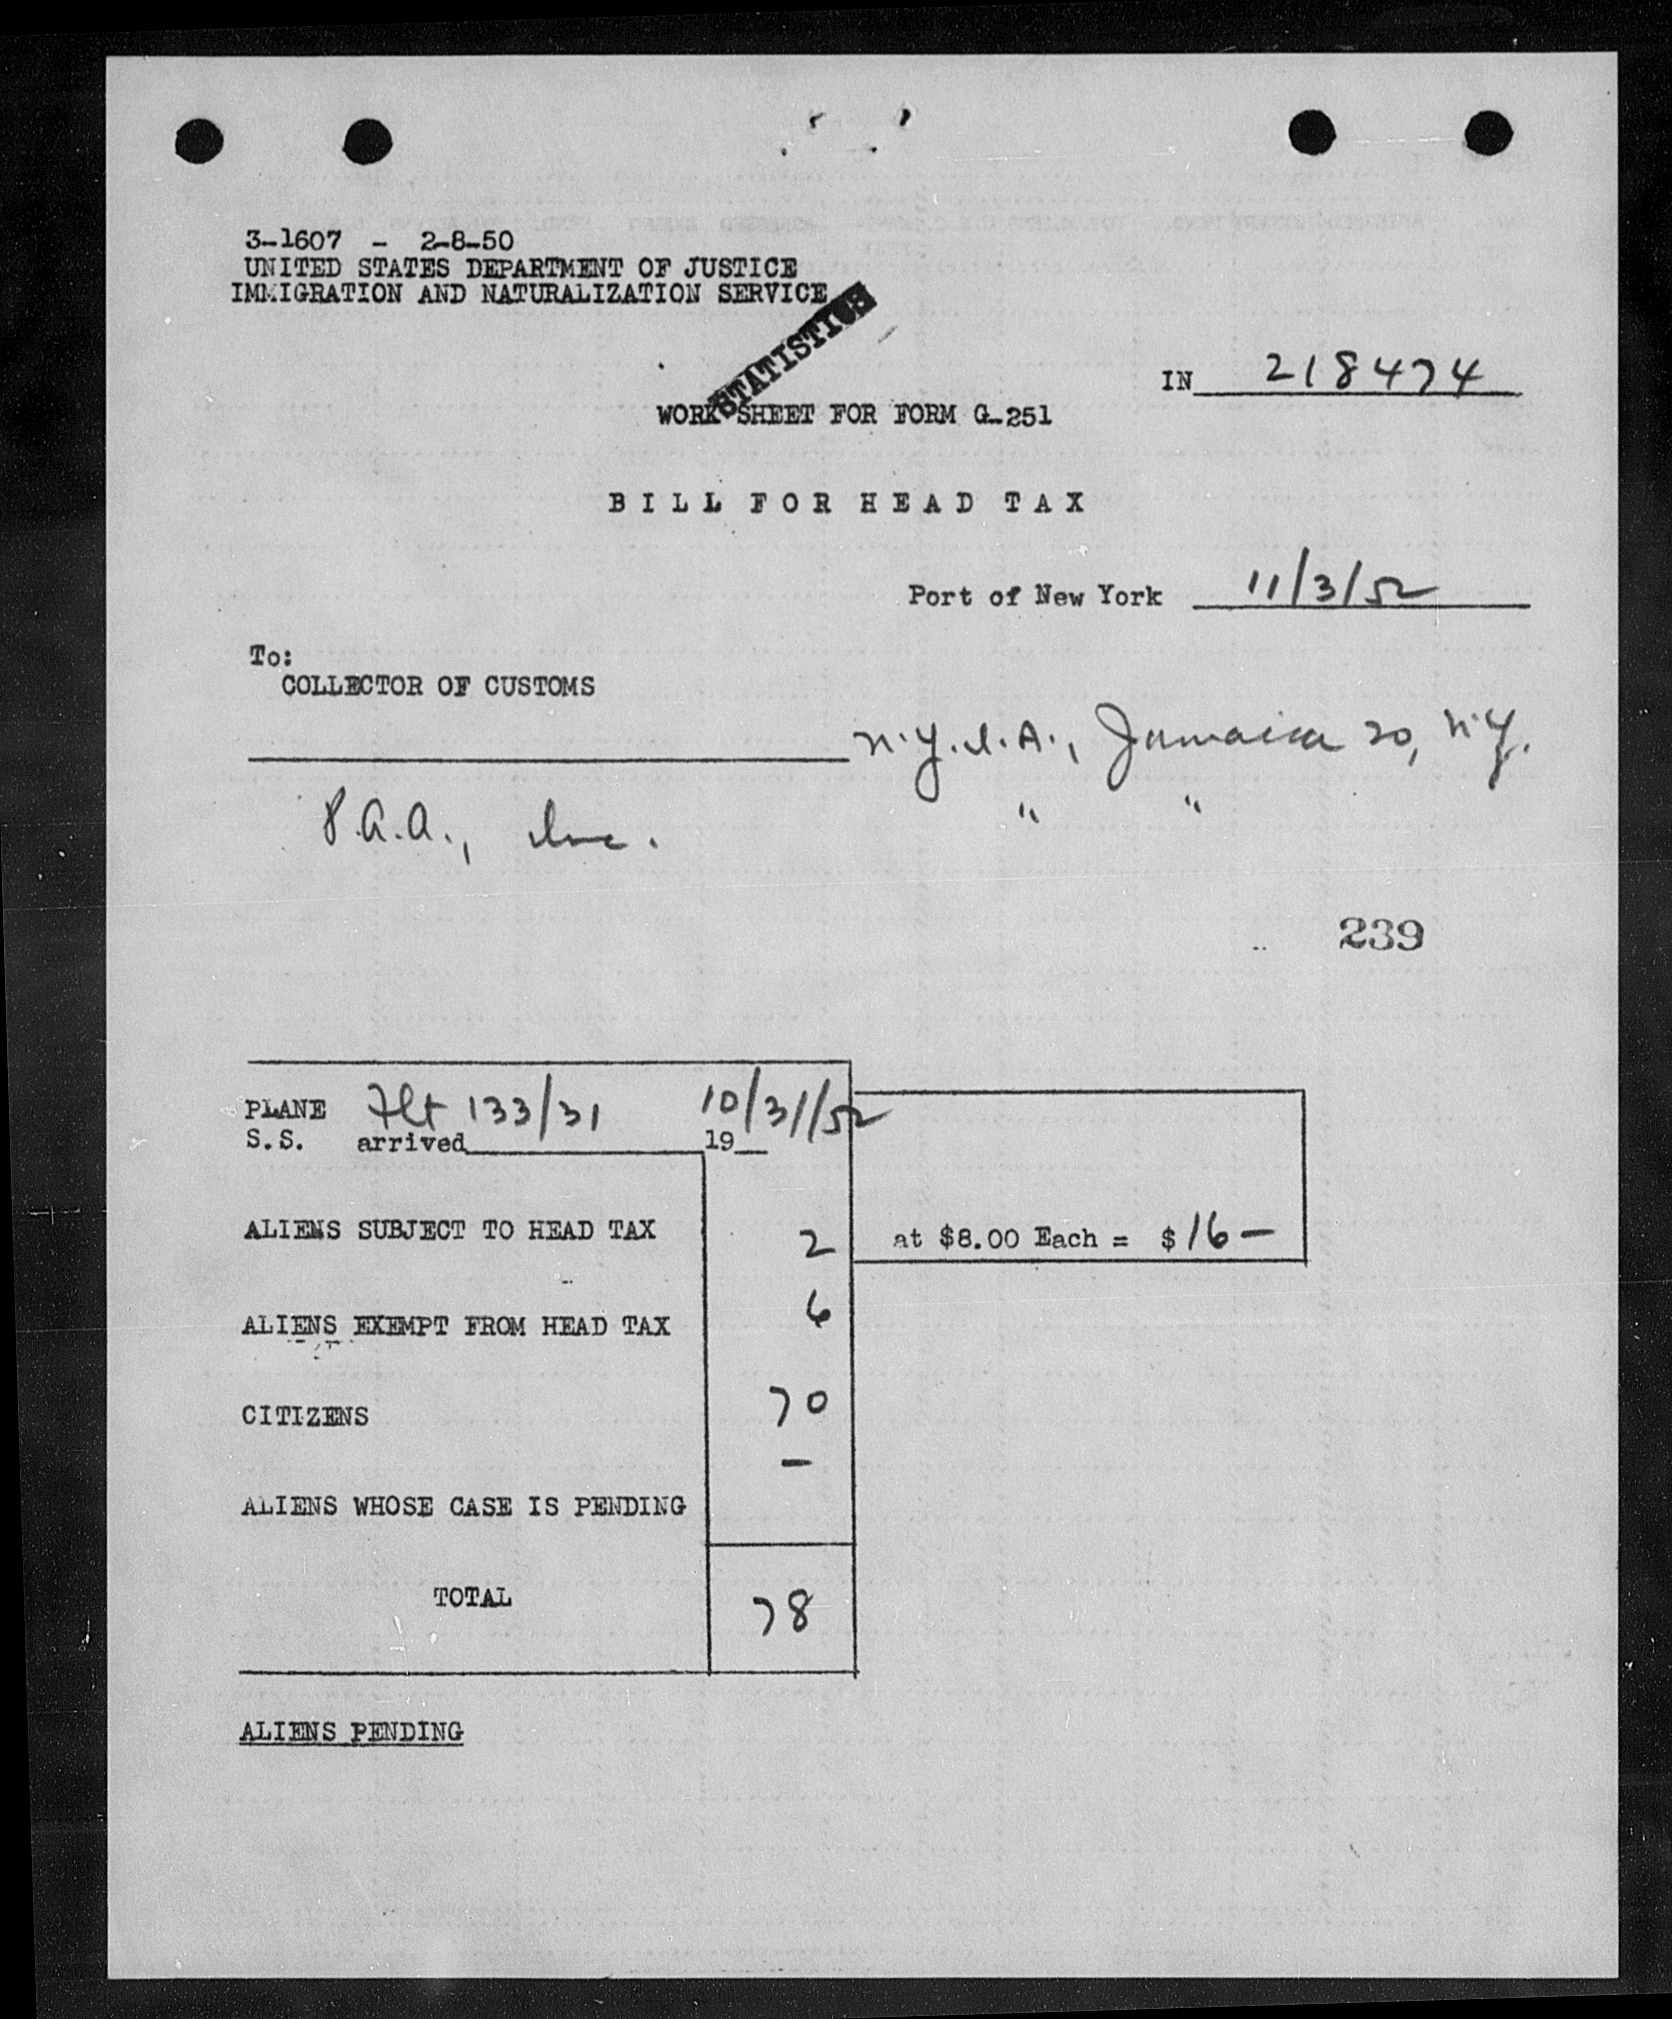 3-1607 - 2-8-50
UNITED STATES DEPARTMENT OF JUSTICE
IMMIGRATION AND NATURALIZATION SERVICE
STATISTICS
IN 218474
WORK SHEET FOR FORM G-251
BILL FOR HEAD TAX
Port of New York 11/3/52
To:
COLLECTOR OF CUSTOMS
N.Y.I.A., Jamaica 30, N.Y.
P.A.A., Inc. " "
239
PLANE Flt 133/31 10/31/52
S.S. arrived 19
ALIENS SUBJECT TO HEAD TAX 2 at $8.00 Each = $ 16 —
ALIENS EXEMPT FROM HEAD TAX 6
CITIZENS 70
ALIENS WHOSE CASE IS PENDING —
TOTAL 78
ALIENS PENDING